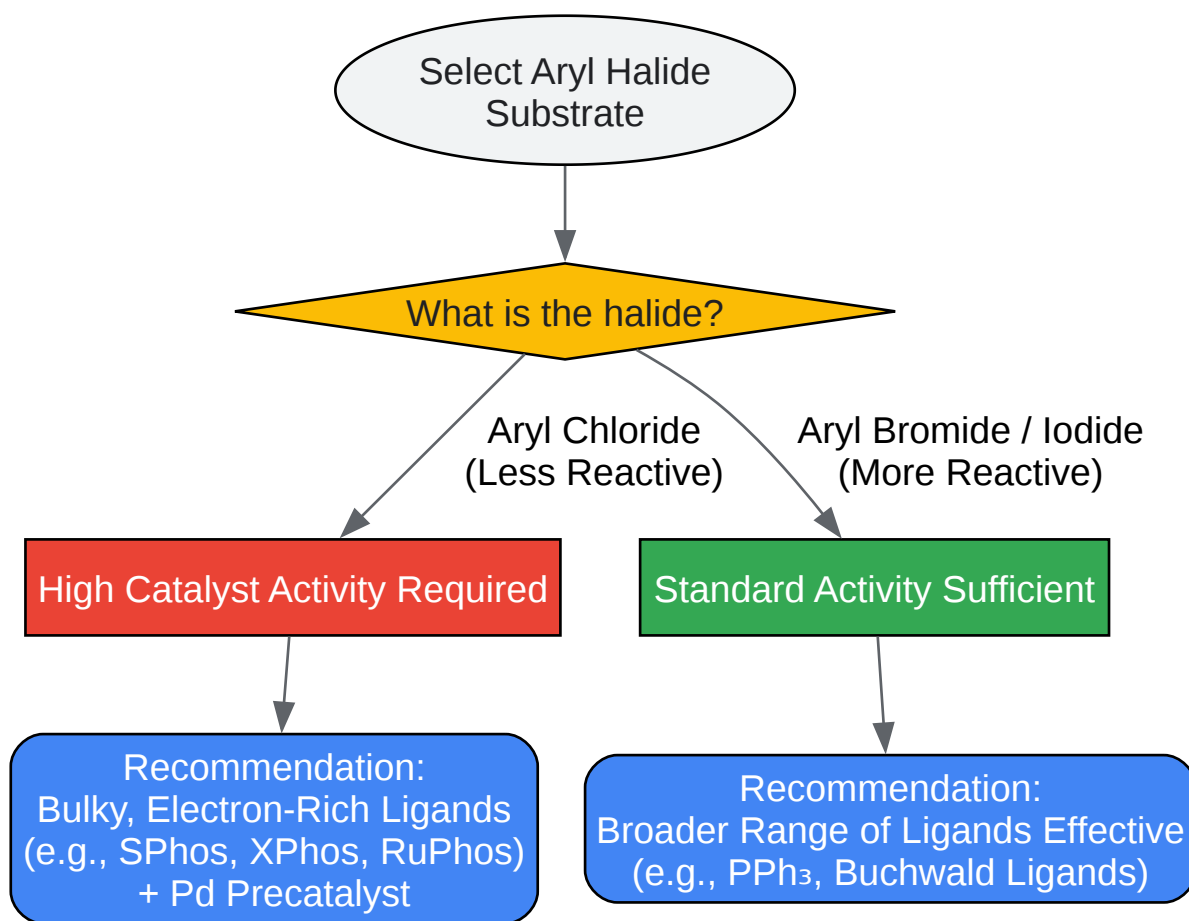 Select Aryl Halide
Substrate
What is the halide?
Aryl Chloride
(Less Reactive)
Aryl Bromide / Iodide
(More Reactive)
High Catalyst Activity Required
Standard Activity Sufficient
Recommendation:
Bulky, Electron-Rich Ligands
(e.g., SPhos, XPhos, RuPhos)
+ Pd Precatalyst
Recommendation:
Broader Range of Ligands Effective
(e.g., PPh₃, Buchwald Ligands)